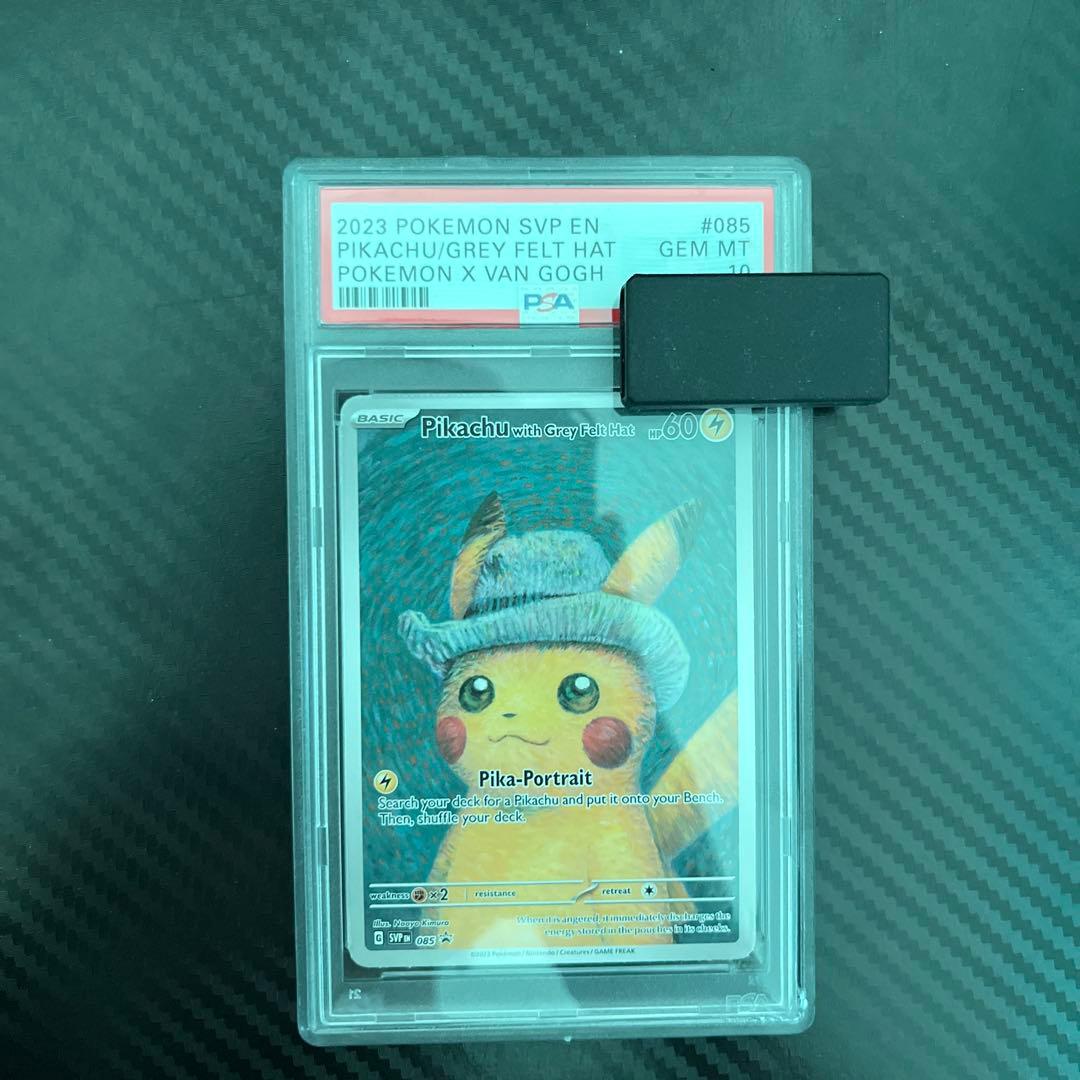 2023 POKEMON SVP EN #085
PIKACHU/GREY FELT HAT GEM MT
POKEMON X VAN GOGH 10
PSA
BASIC Pikachu with Grey Felt Hat HP60
Pika-Portrait
Search your deck for a Pikachu and put it onto your Bench.
Then, shuffle your deck.
weakness ×2 resistance retreat
Illus. Naoyo Kimura
When it is angered, it immediately discharges the
energy stored in the pouches in its cheeks.
G SVP EN 085
©2023 Pokémon / Nintendo / Creatures / GAME FREAK
PSA